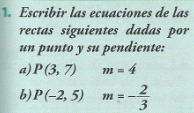 1. Escribir las ecuaciones de las
rectas siguientes dadas por
un punto y su pendiente:
a) P (3, 7) m = 4
b) P (–2, 5) m = – 2/3